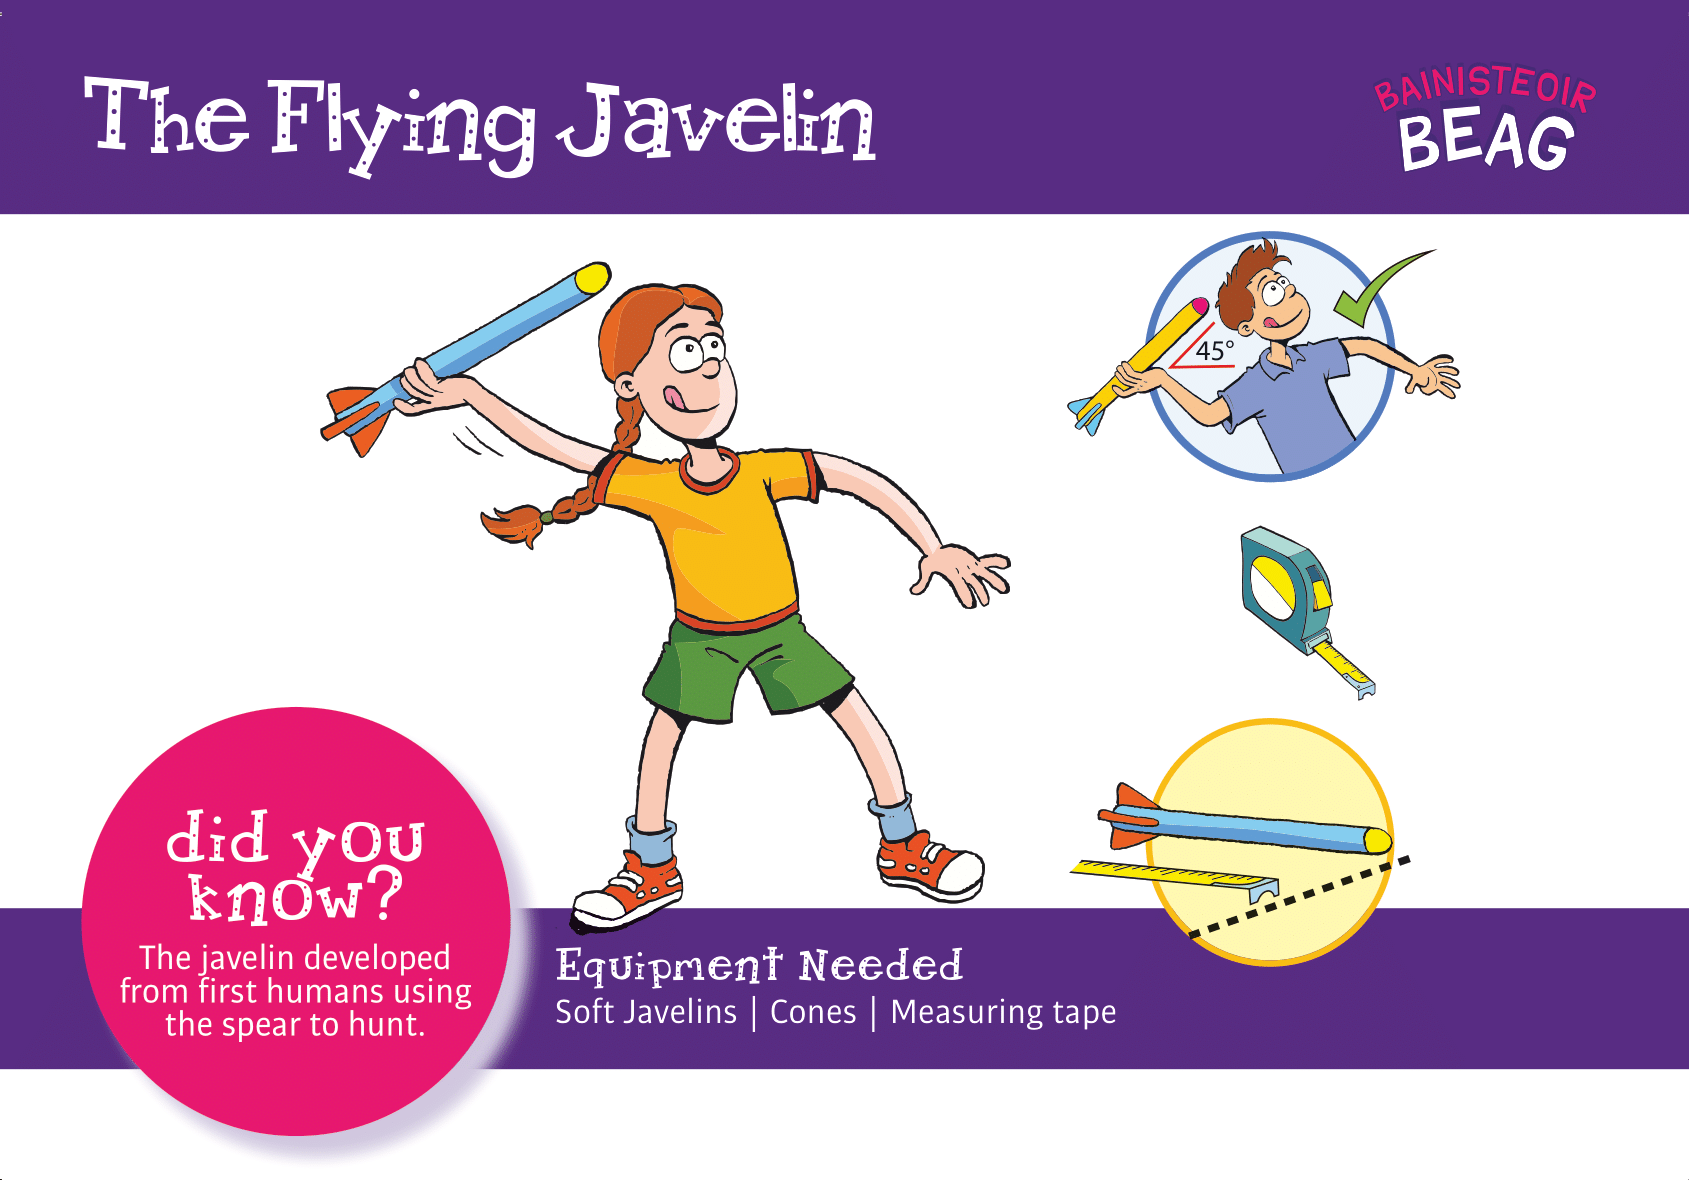 The Flying Javelin
BAINISTEOIR
BEAG
45°
did you
know?
The javelin developed
from first humans using
the spear to hunt.
Equipment Needed
Soft Javelins | Cones | Measuring tape